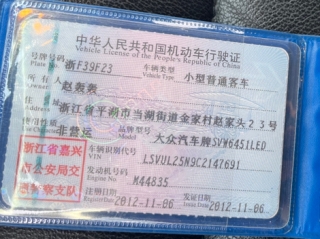 中华人民共和国机动车行驶证
Vehicle License of the People's Republic of China
号牌号码 浙F39F23 车辆类型 小型普通客车
Plate No. Vehicle Type
所有人 赵轰轰
住址 浙江省平湖市当湖街道金家村赵家头23号
使用性质 非营运 品牌型号 大众汽车牌SVW6451LED
Model
浙江省嘉兴 车辆识别代号 LSVUL25N9C2147691
VIN
市公安局交 发动机号码 M44835
Engine No.
通警察支队 注册日期 2012-11-06 发证日期 2012-11-06
Register Date Issue Date